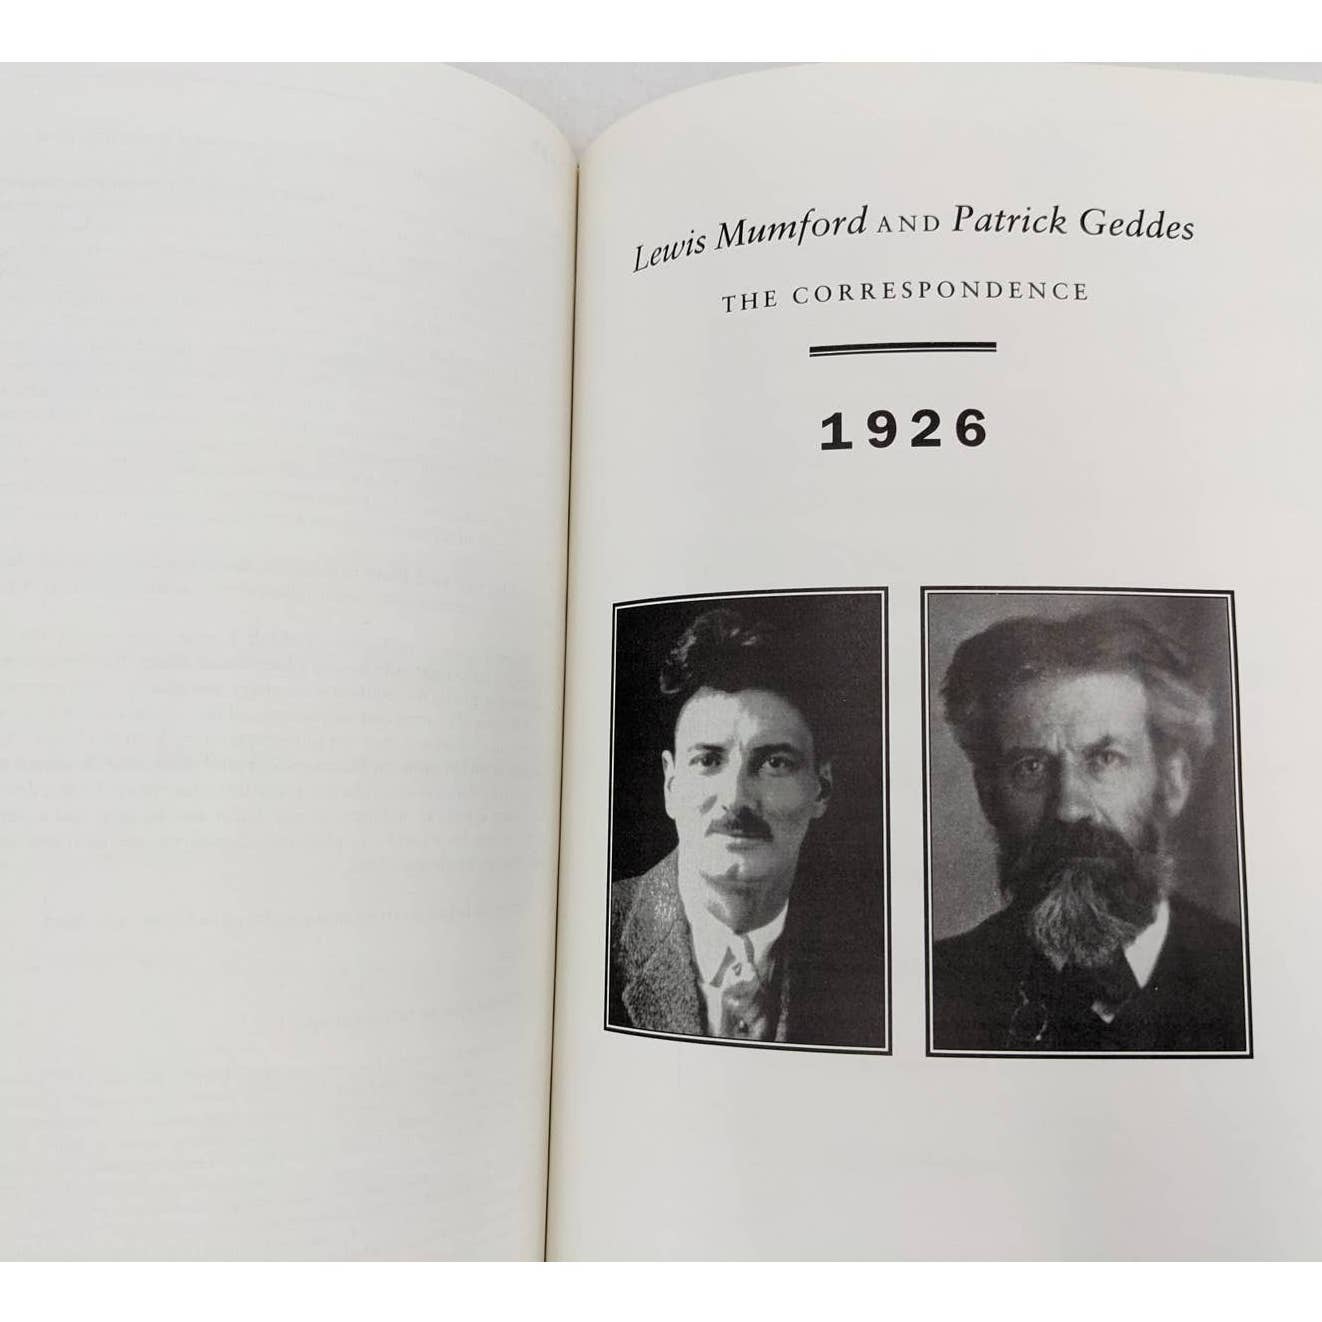 Lewis Mumford AND Patrick Geddes
THE CORRESPONDENCE
1926